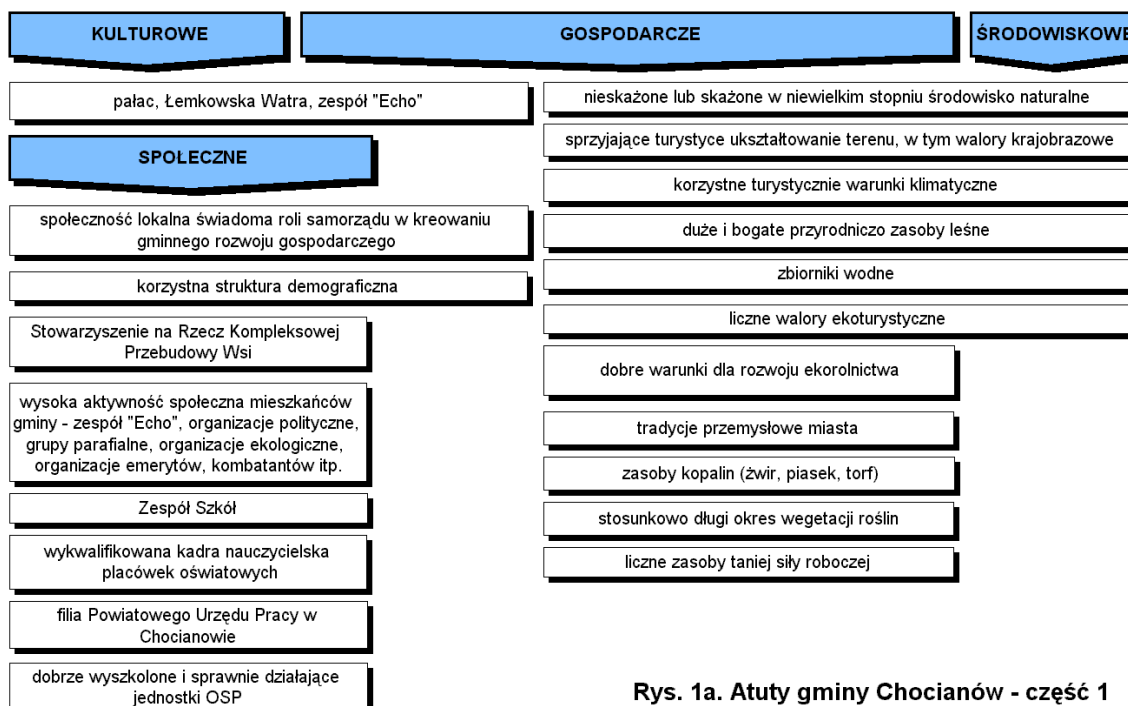 KULTUROWE
GOSPODARCZE
ŚRODOWISKOWE
pałac, Łemkowska Watra, zespół "Echo"
SPOŁECZNE
społeczność lokalna świadoma roli samorządu w kreowaniu
gminnego rozwoju gospodarczego
korzystna struktura demograficzna
Stowarzyszenie na Rzecz Kompleksowej
Przebudowy Wsi
wysoka aktywność społeczna mieszkańców
gminy - zespół "Echo", organizacje polityczne,
grupy parafialne, organizacje ekologiczne,
organizacje emerytów, kombatantów itp.
Zespół Szkół
wykwalifikowana kadra nauczycielska
placówek oświatowych
filia Powiatowego Urzędu Pracy w
Chocianowie
dobrze wyszkolone i sprawnie działające
jednostki OSP
nieskażone lub skażone w niewielkim stopniu środowisko naturalne
sprzyjające turystyce ukształtowanie terenu, w tym walory krajobrazowe
korzystne turystycznie warunki klimatyczne
duże i bogate przyrodniczo zasoby leśne
zbiorniki wodne
liczne walory ekoturystyczne
dobre warunki dla rozwoju ekorolnictwa
tradycje przemysłowe miasta
zasoby kopalin (żwir, piasek, torf)
stosunkowo długi okres wegetacji roślin
liczne zasoby taniej siły roboczej
Rys. 1a. Atuty gminy Chocianów - część 1